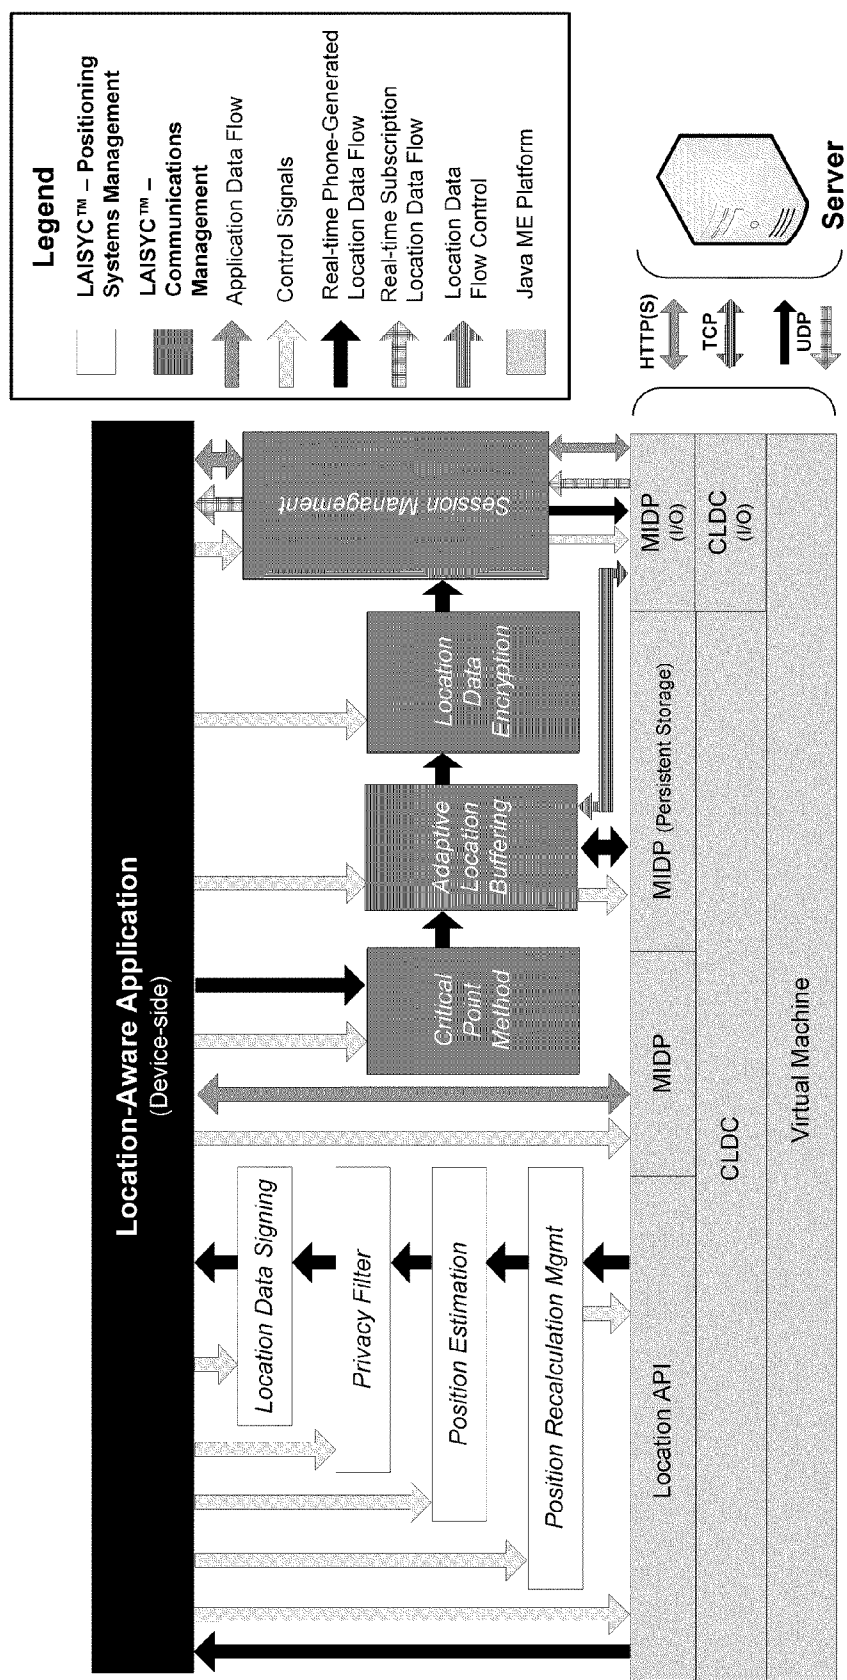 Legend
LAISYC™ – Positioning
Systems Management
LAISYC™ –
Communications
Management
Application Data Flow
Control Signals
Real-time Phone-Generated
Location Data Flow
Real-time Subscription
Location Data Flow
Location Data
Flow Control
Java ME Platform
Location-Aware Application
(Device-side)
Location Data Signing
Privacy Filter
Position Estimation
Position Recalculation Mgmt
Critical
Point
Method
Adaptive
Location
Buffering
Location
Data
Encryption
Session Management
Location API
MIDP
MIDP (Persistent Storage)
MIDP
(I/O)
CLDC
CLDC
(I/O)
Virtual Machine
HTTP(S)
TCP
UDP
Server